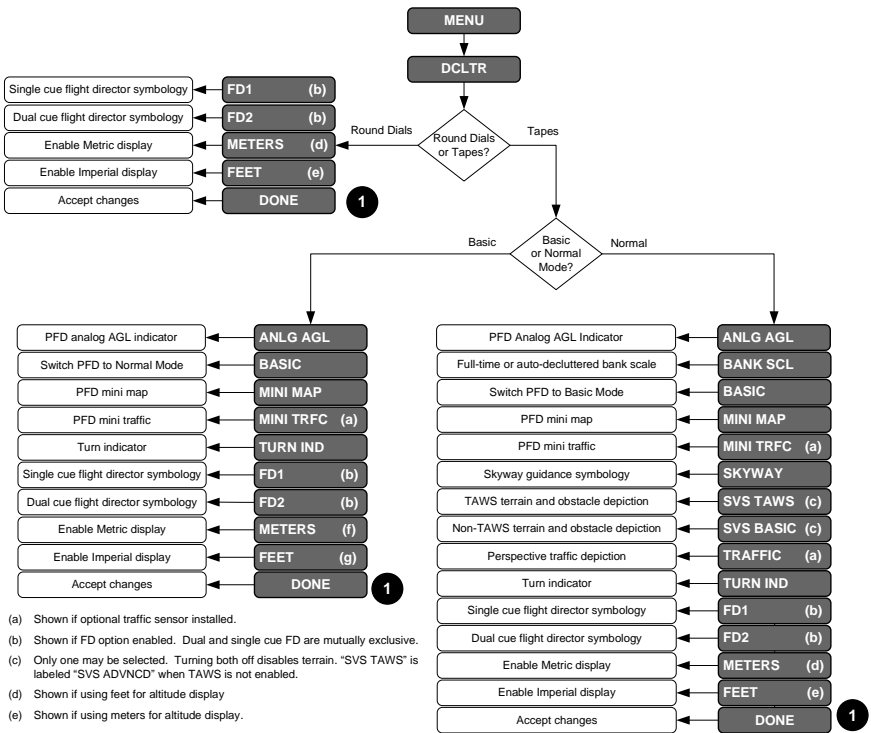 MENU
DCLTR
Round Dials
or Tapes?
Round Dials
Tapes
Single cue flight director symbology
FD1 (b)
Dual cue flight director symbology
FD2 (b)
Enable Metric display
METERS (d)
Enable Imperial display
FEET (e)
Accept changes
DONE
1
Basic
or Normal
Mode?
Basic
Normal
PFD analog AGL indicator
ANLG AGL
Switch PFD to Normal Mode
BASIC
PFD mini map
MINI MAP
PFD mini traffic
MINI TRFC (a)
Turn indicator
TURN IND
Single cue flight director symbology
FD1 (b)
Dual cue flight director symbology
FD2 (b)
Enable Metric display
METERS (f)
Enable Imperial display
FEET (g)
Accept changes
DONE
1
PFD Analog AGL Indicator
ANLG AGL
Full-time or auto-decluttered bank scale
BANK SCL
Switch PFD to Basic Mode
BASIC
PFD mini map
MINI MAP
PFD mini traffic
MINI TRFC (a)
Skyway guidance symbology
SKYWAY
TAWS terrain and obstacle depiction
SVS TAWS (c)
Non-TAWS terrain and obstacle depiction
SVS BASIC (c)
Perspective traffic depiction
TRAFFIC (a)
Turn indicator
TURN IND
Single cue flight director symbology
FD1 (b)
Dual cue flight director symbology
FD2 (b)
Enable Metric display
METERS (d)
Enable Imperial display
FEET (e)
Accept changes
DONE
1
(a) Shown if optional traffic sensor installed.
(b) Shown if FD option enabled. Dual and single cue FD are mutually exclusive.
(c) Only one may be selected. Turning both off disables terrain. “SVS TAWS” is
labeled “SVS ADVNCD” when TAWS is not enabled.
(d) Shown if using feet for altitude display
(e) Shown if using meters for altitude display.